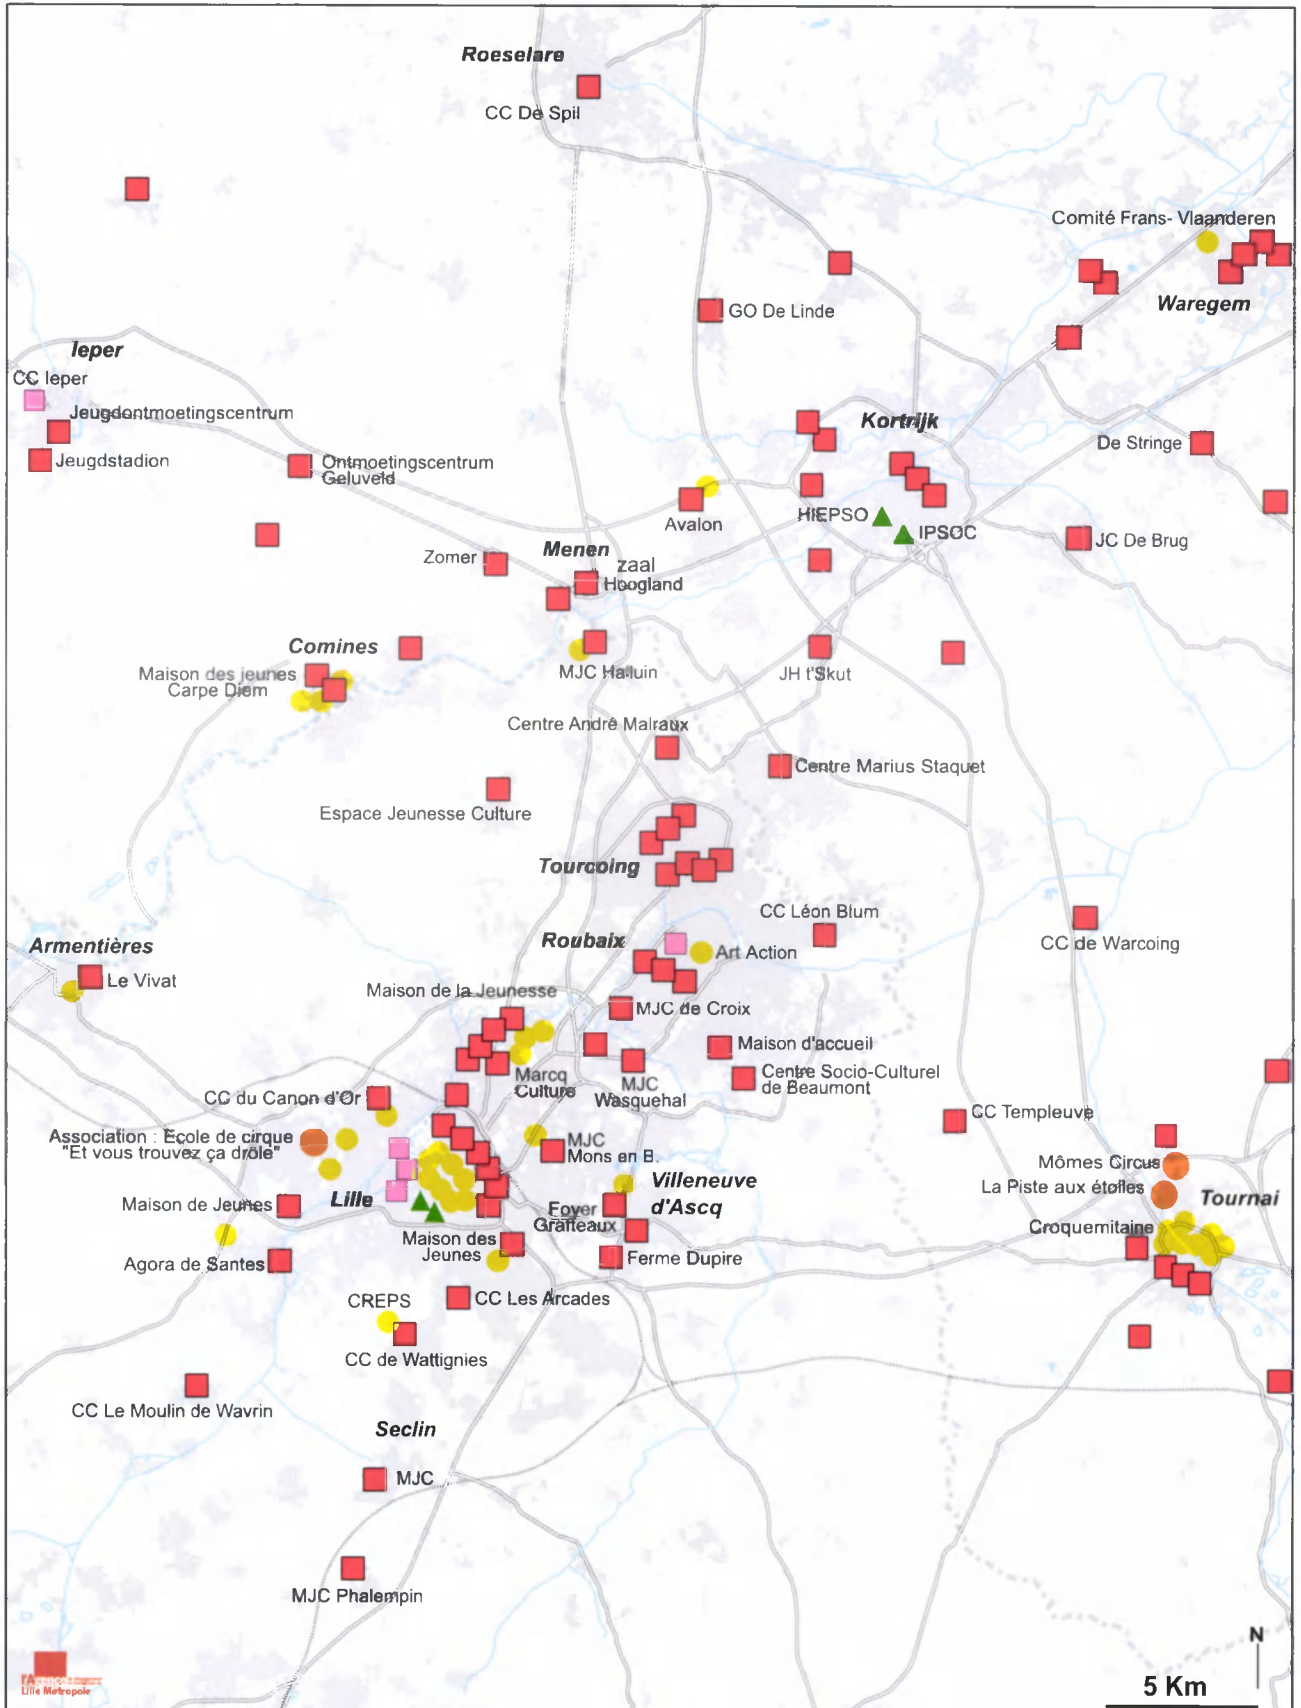 Roeselare
CC De Spil
Comité Frans- Vlaanderen
Waregem
GO De Linde
Ieper
CC Ieper
Jeugdontmoetingscentrum
Jeugdstadion
Kortrijk
De Stringe
Ontmoetingscentrum
Geluveld
Avalon
HIEPSO
IPSOC
JC De Brug
Zomer
Menen
zaal
Hoogland
Comines
Maison des jeunes
Carpe Diem
MJC Halluin
JH t'Skut
Centre André Malraux
Centre Marius Staquet
Espace Jeunesse Culture
Tourcoing
CC Léon Blum
CC de Warcoing
Armentières
Le Vivat
Roubaix
Art Action
Maison de la Jeunesse
MJC de Croix
Maison d'accueil
Marcq
Culture
MJC
Wasquehal
Centre Socio-Culturel
de Beaumont
CC du Canon d'Or
CC Templeuve
Association : Ecole de cirque
"Et vous trouvez ça drôle"
MJC
Mons en B.
Mômes Circus
La Piste aux étoiles
Tournai
Villeneuve
d'Ascq
Lille
Maison de Jeunes
Foyer
Gratteaux
Croquemitaine
Maison des
Jeunes
Agora de Santes
Ferme Dupire
CREPS
CC Les Arcades
CC de Wattignies
CC Le Moulin de Wavrin
Seclin
MJC
MJC Phalempin
N
Lille Métropole
5 Km